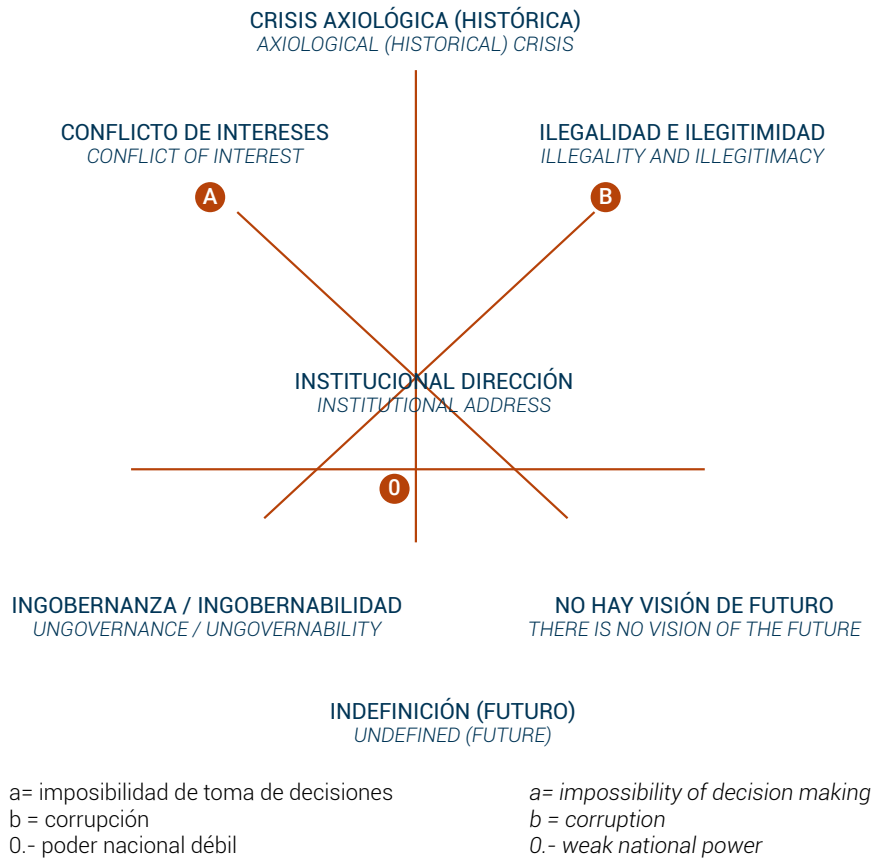 CRISIS AXIOLÓGICA (HISTÓRICA)
AXIOLOGICAL (HISTORICAL) CRISIS
CONFLICTO DE INTERESES
CONFLICT OF INTEREST
ILEGALIDAD E ILEGITIMIDAD
ILLEGALITY AND ILLEGITIMACY
A
B
INSTITUCIONAL DIRECCIÓN
INSTITUTIONAL ADDRESS
0
INGOBERNANZA / INGOBERNABILIDAD
UNGOVERNANCE / UNGOVERNABILITY
NO HAY VISIÓN DE FUTURO
THERE IS NO VISION OF THE FUTURE
INDEFINICIÓN (FUTURO)
UNDEFINED (FUTURE)
a= imposibilidad de toma de decisiones
b = corrupción
0.- poder nacional débil
a= impossibility of decision making
b = corruption
0.- weak national power